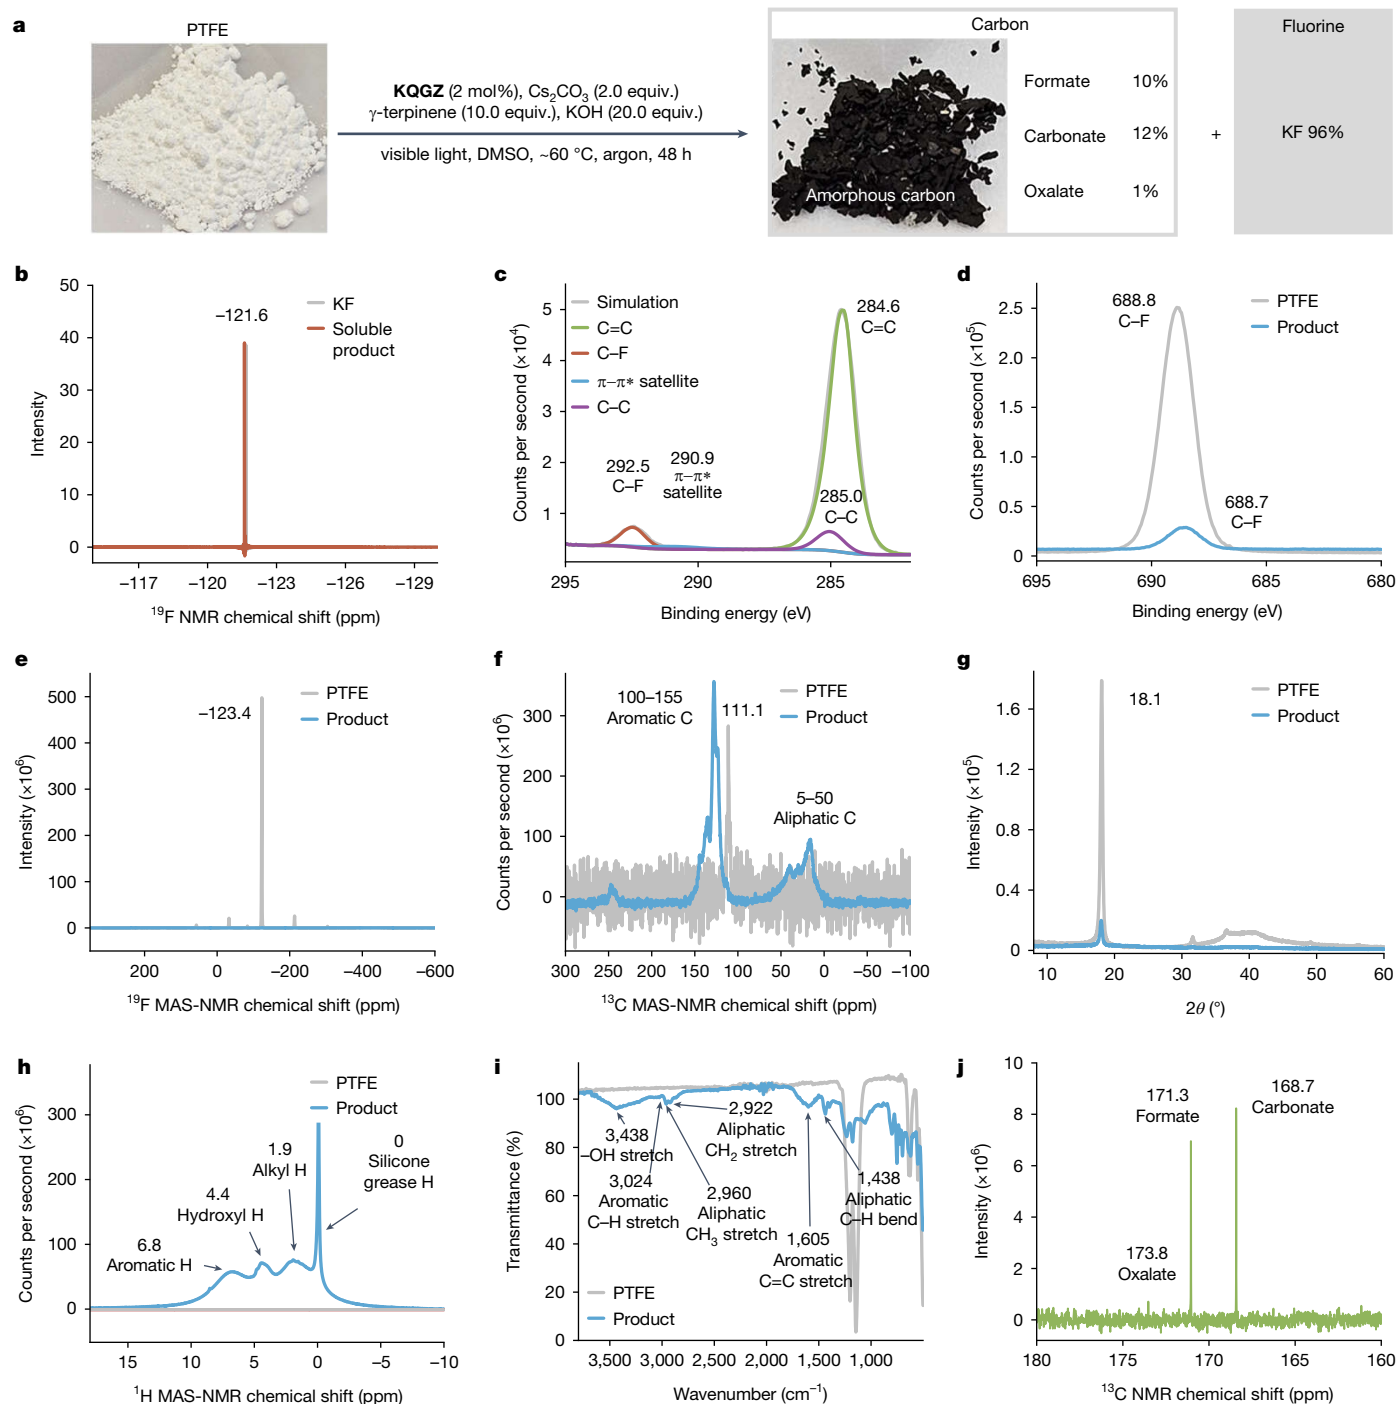 a
PTFE
KQGZ (2 mol%), Cs₂CO₃ (2.0 equiv.)
γ-terpinene (10.0 equiv.), KOH (20.0 equiv.)
visible light, DMSO, ~60 °C, argon, 48 h
Carbon
Amorphous carbon
Formate 10%
Carbonate 12%
Oxalate 1%
+
Fluorine
KF 96%
b
50
40
30
20
10
0
Intensity
−121.6
KF
Soluble
product
−117
−120
−123
−126
−129
¹⁹F NMR chemical shift (ppm)
c
5
4
3
2
1
Counts per second (×10⁴)
Simulation
C=C
C–F
π–π* satellite
C–C
284.6
C=C
292.5
C–F
290.9
π–π*
satellite
285.0
C–C
295
290
285
Binding energy (eV)
d
2.5
2.0
1.5
1.0
0.5
0
Counts per second (×10⁵)
688.8
C–F
PTFE
Product
688.7
C–F
695
690
685
680
Binding energy (eV)
e
500
400
300
200
100
0
Intensity (×10⁶)
−123.4
PTFE
Product
200
0
−200
−400
−600
¹⁹F MAS-NMR chemical shift (ppm)
f
300
200
100
0
Counts per second (×10⁶)
100–155
Aromatic C
111.1
PTFE
Product
5–50
Aliphatic C
300
250
200
150
100
50
0
−50
−100
¹³C MAS-NMR chemical shift (ppm)
g
1.6
1.2
0.8
0.4
0
Intensity (×10⁵)
18.1
PTFE
Product
10
20
30
40
50
60
2θ (°)
h
300
200
100
0
Counts per second (×10⁶)
PTFE
Product
1.9
Alkyl H
0
Silicone
grease H
4.4
Hydroxyl H
6.8
Aromatic H
15
10
5
0
−5
−10
¹H MAS-NMR chemical shift (ppm)
i
100
80
60
40
20
0
Transmittance (%)
3,438
–OH stretch
2,922
Aliphatic
CH₂ stretch
3,024
Aromatic
C–H stretch
2,960
Aliphatic
CH₃ stretch
1,438
Aliphatic
C–H bend
1,605
Aromatic
C=C stretch
PTFE
Product
3,500
3,000
2,500
2,000
1,500
1,000
Wavenumber (cm⁻¹)
j
10
8
6
4
2
0
Intensity (×10⁶)
171.3
Formate
168.7
Carbonate
173.8
Oxalate
180
175
170
165
160
¹³C NMR chemical shift (ppm)